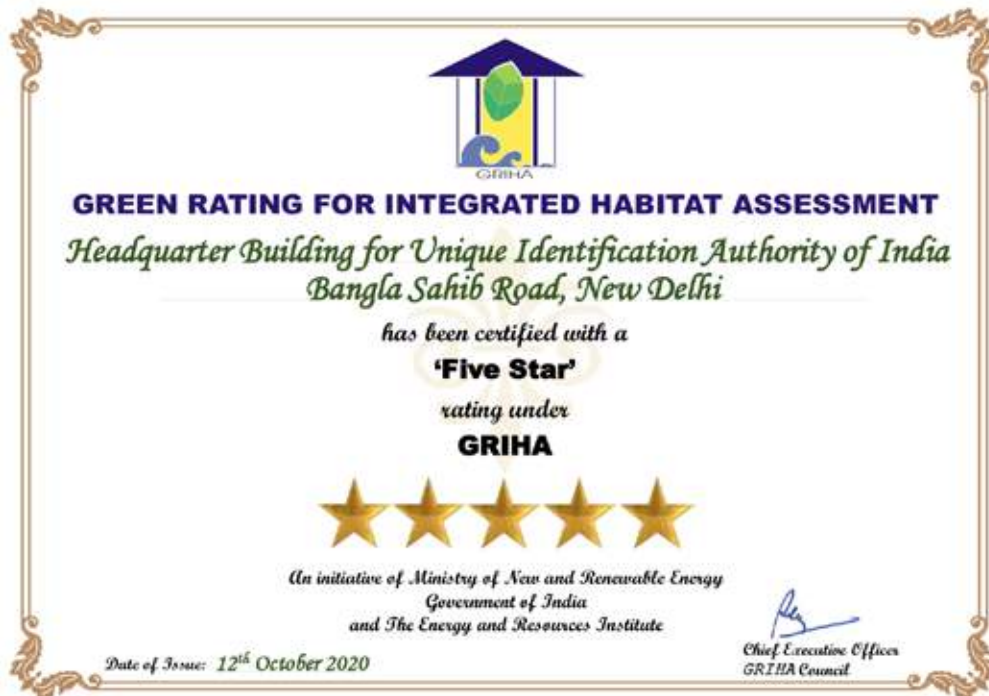 GRIHA
GREEN RATING FOR INTEGRATED HABITAT ASSESSMENT
Headquarter Building for Unique Identification Authority of India
Bangla Sahib Road, New Delhi
has been certified with a
‘Five Star’
rating under
GRIHA
An initiative of Ministry of New and Renewable Energy
Government of India
and The Energy and Resources Institute
Date of Issue: 12th October 2020
Chief Executive Officer
GRIHA Council